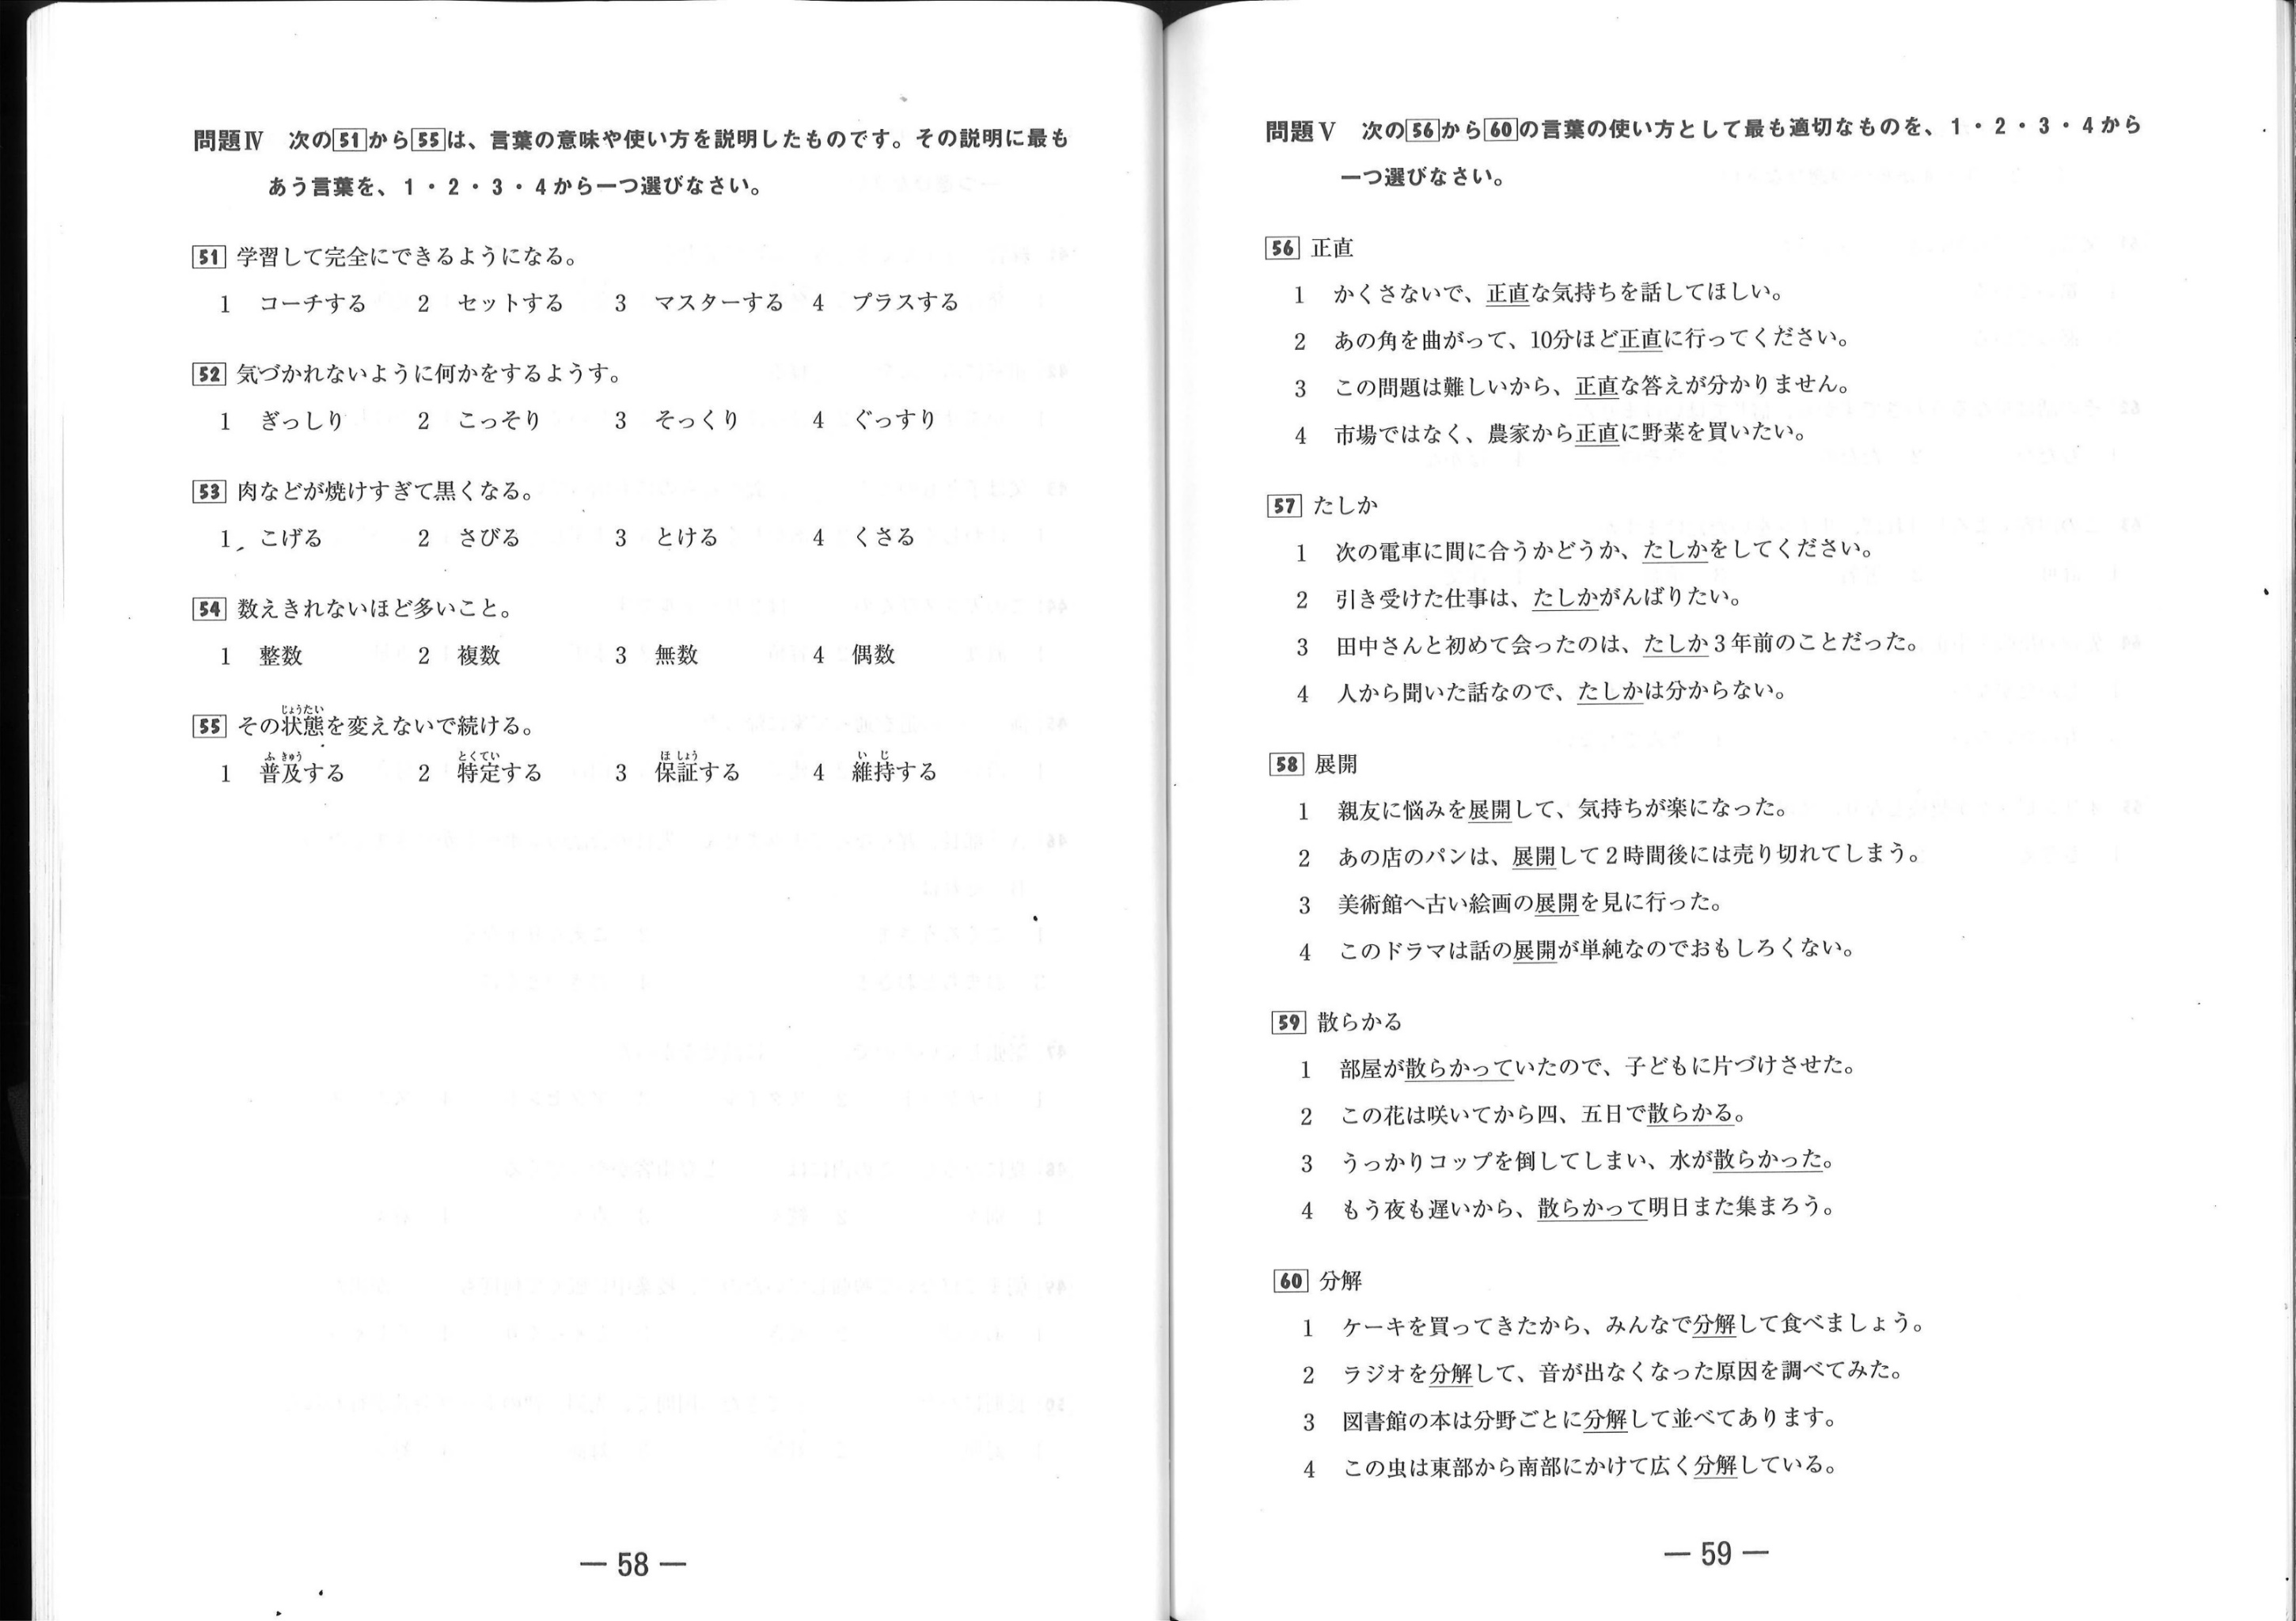 問題Ⅳ 次の51から55は、言葉の意味や使い方を説明したものです。その説明に最も
あう言葉を、1・2・3・4から一つ選びなさい。
51 学習して完全にできるようになる。
1 コーチする 2 セットする 3 マスターする 4 プラスする
52 気づかれないように何かをするようす。
1 ぎっしり 2 こっそり 3 そっくり 4 ぐっすり
53 肉などが焼けすぎて黒くなる。
1 こげる 2 さびる 3 とける 4 くさる
54 数えきれないほど多いこと。
1 整数 2 複数 3 無数 4 偶数
じょうたい
55 その状態を変えないで続ける。
ふきゅう とくてい ほしょう いじ
1 普及する 2 特定する 3 保証する 4 維持する
— 58 —
問題Ⅴ 次の56から60の言葉の使い方として最も適切なものを、1・2・3・4から
一つ選びなさい。
56 正直
1 かくさないで、正直な気持ちを話してほしい。
2 あの角を曲がって、10分ほど正直に行ってください。
3 この問題は難しいから、正直な答えが分かりません。
4 市場ではなく、農家から正直に野菜を買いたい。
57 たしか
1 次の電車に間に合うかどうか、たしかをしてください。
2 引き受けた仕事は、たしかがんばりたい。
3 田中さんと初めて会ったのは、たしか3年前のことだった。
4 人から聞いた話なので、たしかは分からない。
58 展開
1 親友に悩みを展開して、気持ちが楽になった。
2 あの店のパンは、展開して2時間後には売り切れてしまう。
3 美術館へ古い絵画の展開を見に行った。
4 このドラマは話の展開が単純なのでおもしろくない。
59 散らかる
1 部屋が散らかっていたので、子どもに片づけさせた。
2 この花は咲いてから四、五日で散らかる。
3 うっかりコップを倒してしまい、水が散らかった。
4 もう夜も遅いから、散らかって明日また集まろう。
60 分解
1 ケーキを買ってきたから、みんなで分解して食べましょう。
2 ラジオを分解して、音が出なくなった原因を調べてみた。
3 図書館の本は分野ごとに分解して並べてあります。
4 この虫は東部から南部にかけて広く分解している。
— 59 —